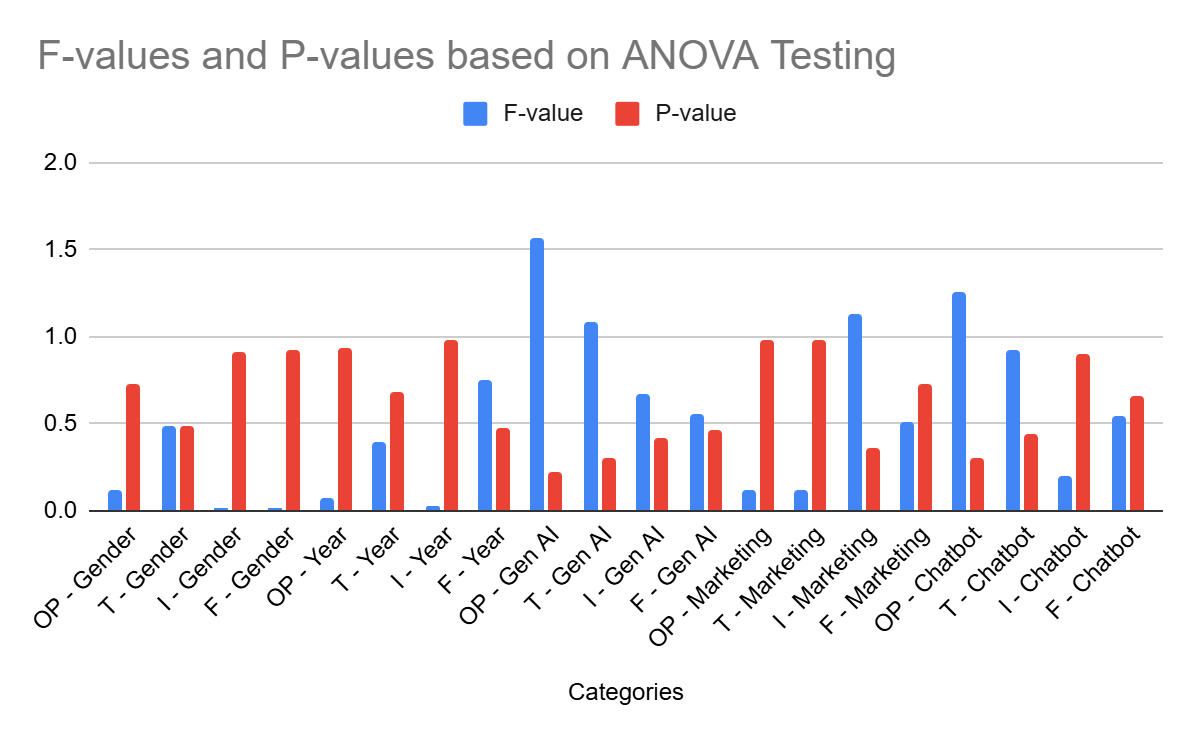 F-values and P-values based on ANOVA Testing
F-value P-value
2.0
1.5
1.0
0.5
0.0
OP - Gender
T - Gender
I - Gender
F - Gender
OP - Year
T - Year
I - Year
F - Year
OP - Gen AI
T - Gen AI
I - Gen AI
F - Gen AI
OP - Marketing
T - Marketing
I - Marketing
F - Marketing
OP - Chatbot
T - Chatbot
I - Chatbot
F - Chatbot
Categories